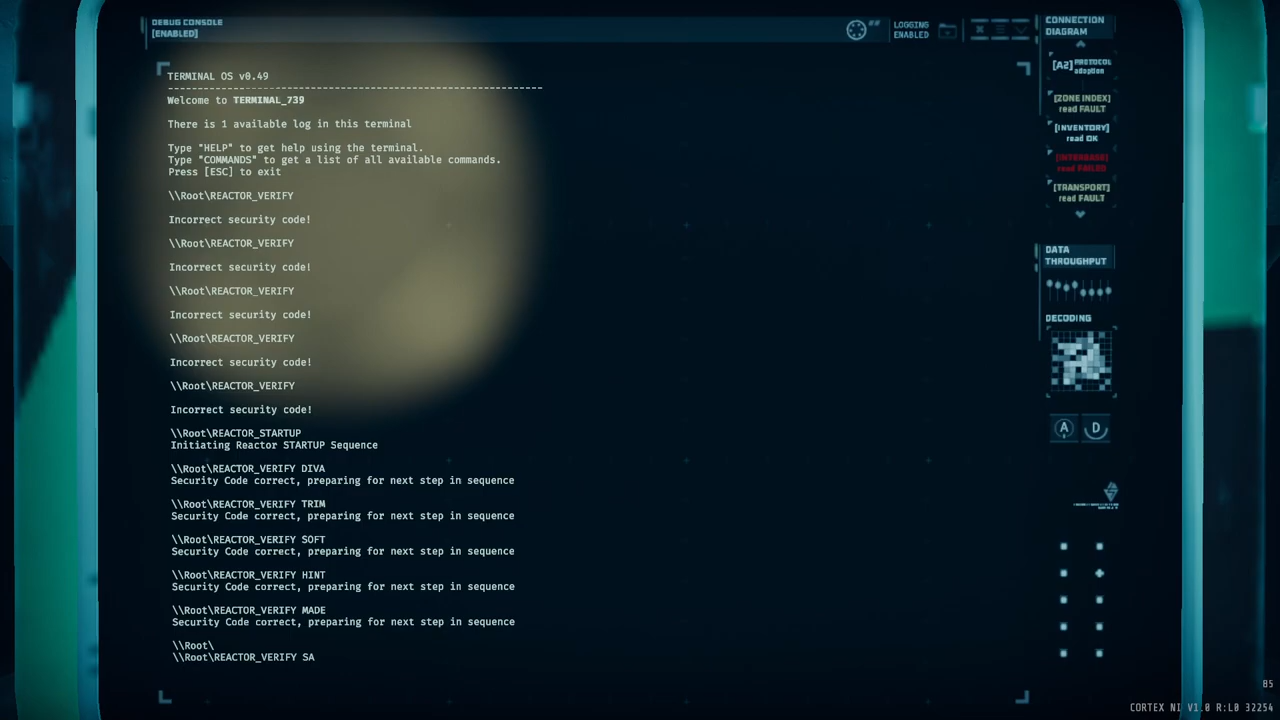 DEBUG CONSOLE
[ENABLED]
LOGGING
ENABLED
TERMINAL OS v0.49
--------------------------------------------------------------
Welcome to TERMINAL_739
There is 1 available log in this terminal
Type "HELP" to get help using the terminal.
Type "COMMANDS" to get a list of all available commands.
Press [ESC] to exit
\\Root\REACTOR_VERIFY
Incorrect security code!
\\Root\REACTOR_VERIFY
Incorrect security code!
\\Root\REACTOR_VERIFY
Incorrect security code!
\\Root\REACTOR_VERIFY
Incorrect security code!
\\Root\REACTOR_VERIFY
Incorrect security code!
\\Root\REACTOR_STARTUP
Initiating Reactor STARTUP Sequence
\\Root\REACTOR_VERIFY DIVA
Security Code correct, preparing for next step in sequence
\\Root\REACTOR_VERIFY TRIM
Security Code correct, preparing for next step in sequence
\\Root\REACTOR_VERIFY SOFT
Security Code correct, preparing for next step in sequence
\\Root\REACTOR_VERIFY HINT
Security Code correct, preparing for next step in sequence
\\Root\REACTOR_VERIFY MADE
Security Code correct, preparing for next step in sequence
\\Root\
\\Root\REACTOR_VERIFY SA
CONNECTION
DIAGRAM
[A2] PROTOCOL
adoption
[ZONE INDEX]
read FAULT
[INVENTORY]
read OK
[INTERBASE]
read FAILED
[TRANSPORT]
read FAULT
DATA
THROUGHPUT
DECODING
A D
85
CORTEX NI V1.0 R:L0 32254